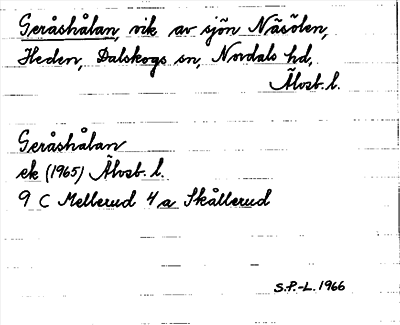 Geråshålan, vik av sjön Näsölen,
Heden, Dalskogs sn, Nordals hd,
Älvsb. l.
Geråshålan
ek (1965) Älvsb. l.
9 C Mellerud 4 a Skållerud
S.P.-L. 1966